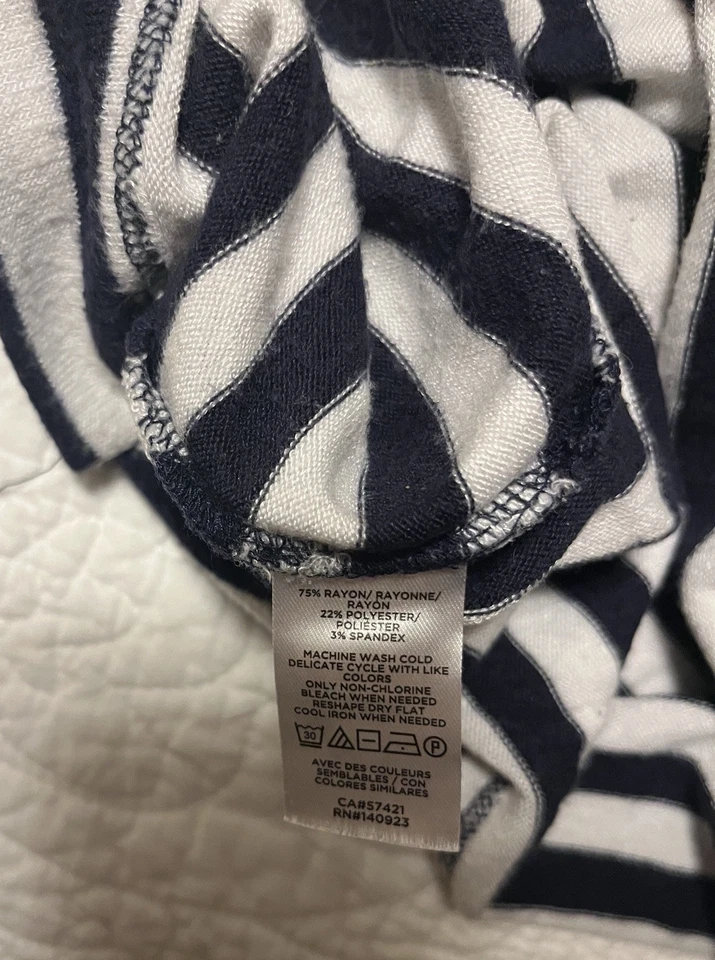 75% RAYON/ RAYONNE/
RAYÓN
22% POLYESTER/
POLIÉSTER
3% SPANDEX
MACHINE WASH COLD
DELICATE CYCLE WITH LIKE
COLORS
ONLY NON-CHLORINE
BLEACH WHEN NEEDED
RESHAPE DRY FLAT
COOL IRON WHEN NEEDED
30 P
AVEC DES COULEURS
SEMBLABLES / CON
COLORES SIMILARES
CA#57421
RN#140923